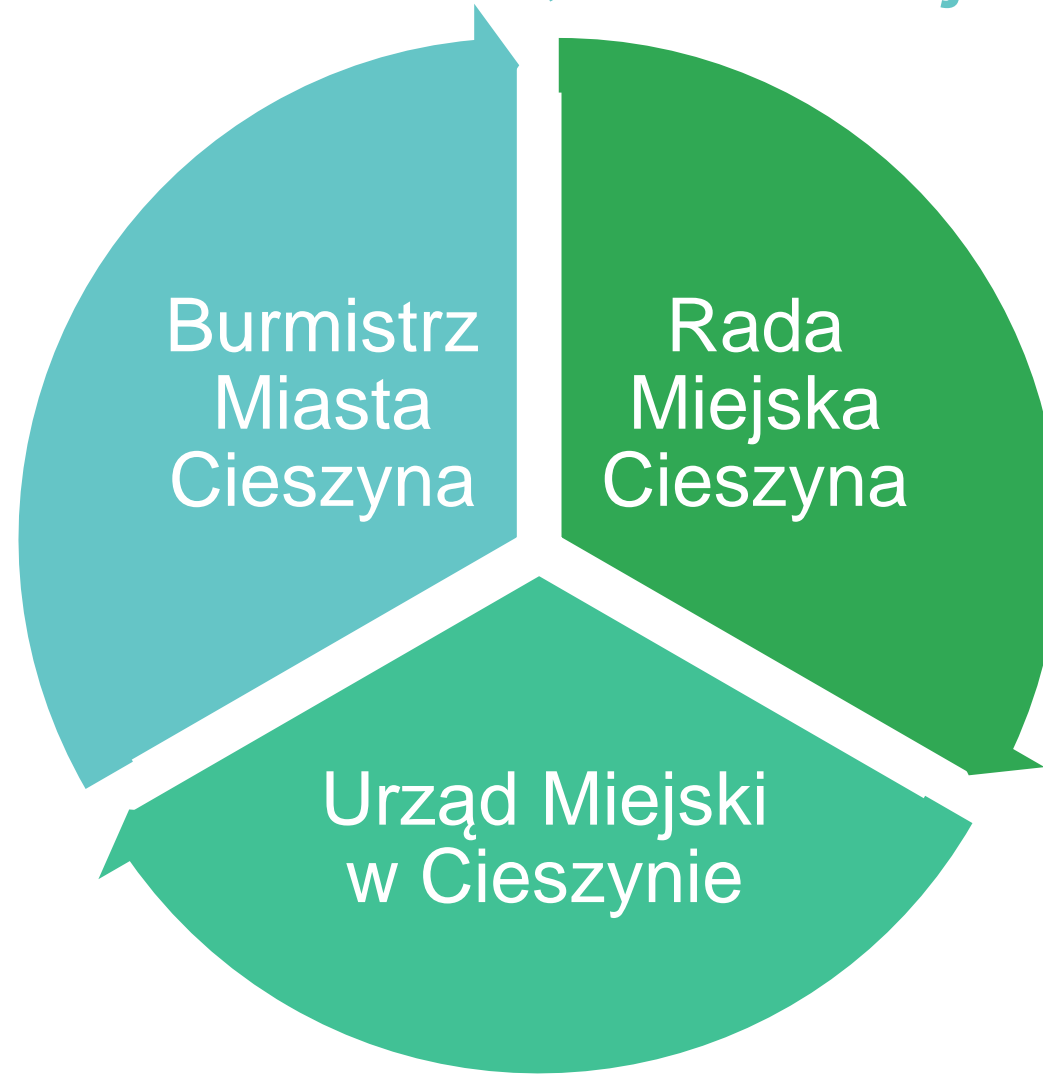 Burmistrz
Miasta
Cieszyna
Rada
Miejska
Cieszyna
Urząd Miejski
w Cieszynie